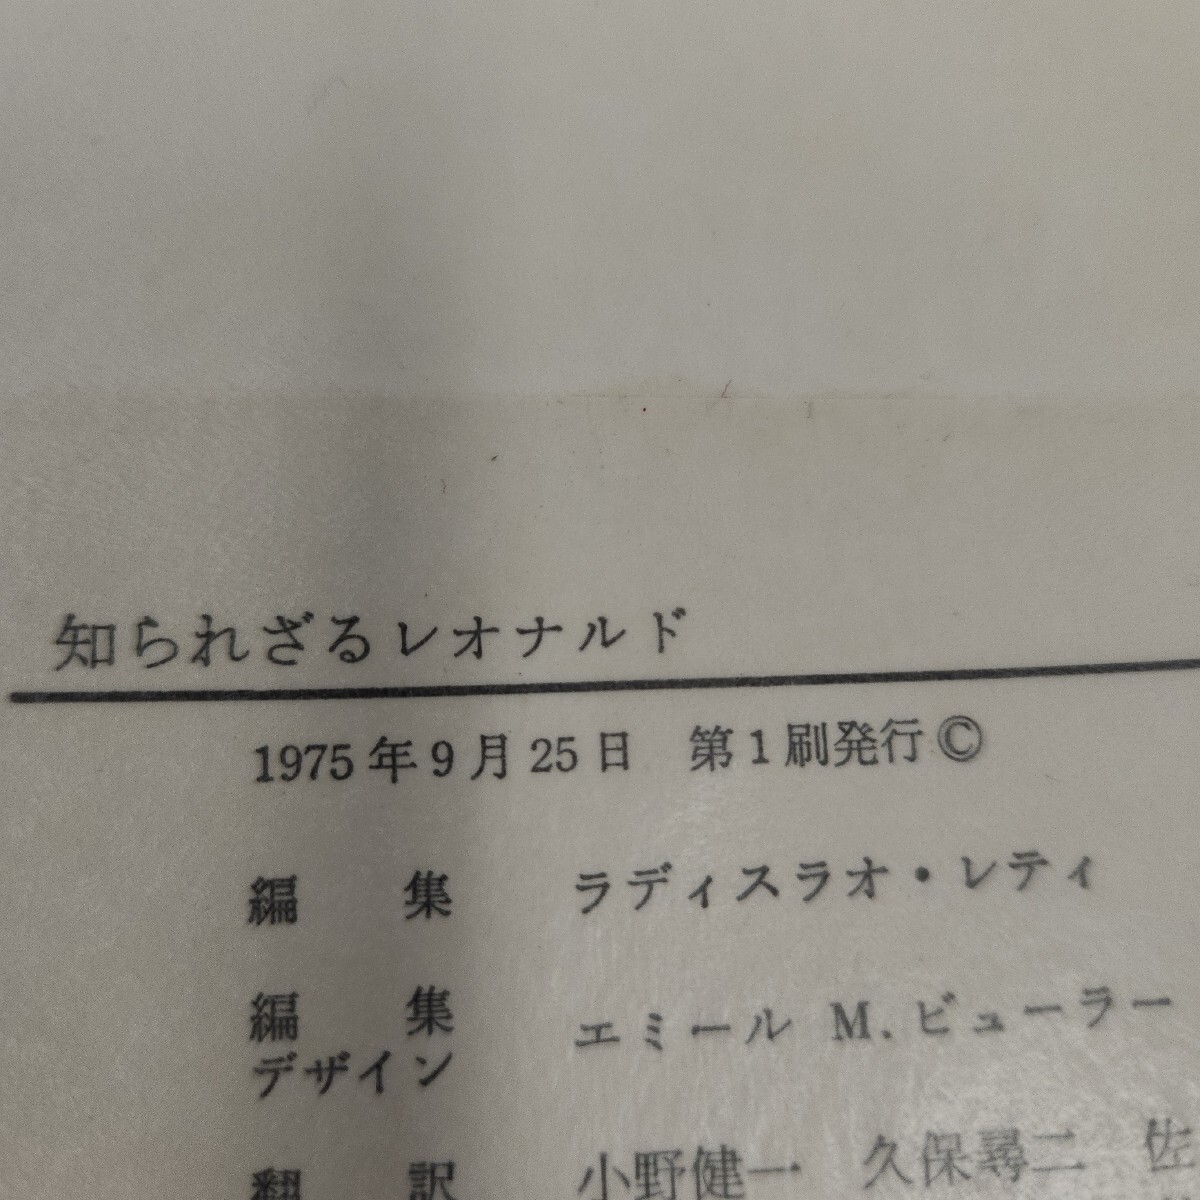 知られざるレオナルド
1975年9月25日　第1刷発行©
編　集　ラディスラオ・レティ
編　集　エミール M. ビューラー
デザイン
翻　訳　小野健一　久保尋二　佐